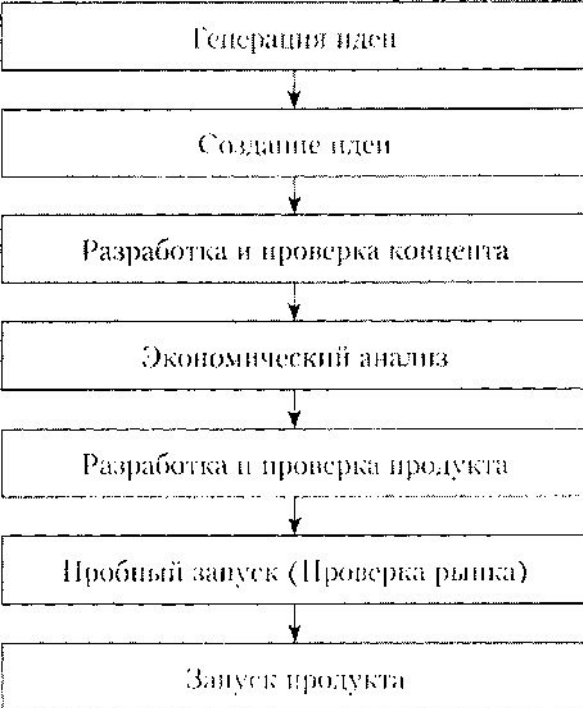 Генерация идеи
Создание идеи
Разработка и проверка концепта
Экономический анализ
Разработка и проверка продукта
Пробный запуск (Проверка рынка)
Запуск продукта